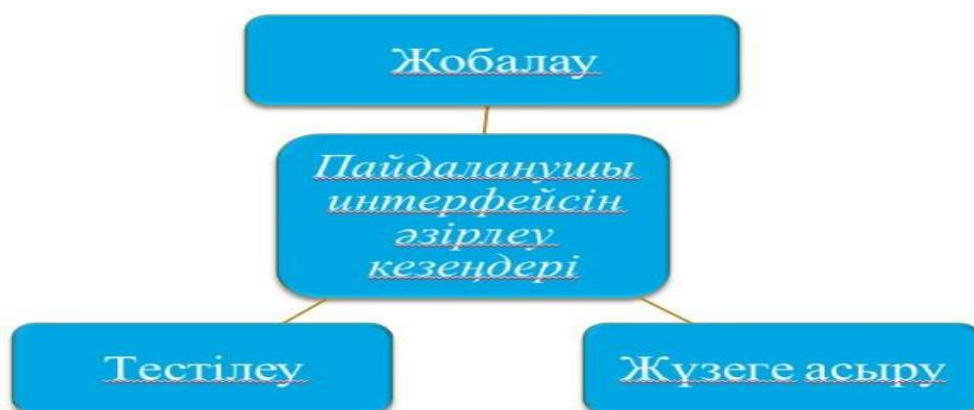 Жобалау
Пайдаланушы
интерфейсін
әзірлеу
кезеңдері
Тестілеу
Жүзеге асыру